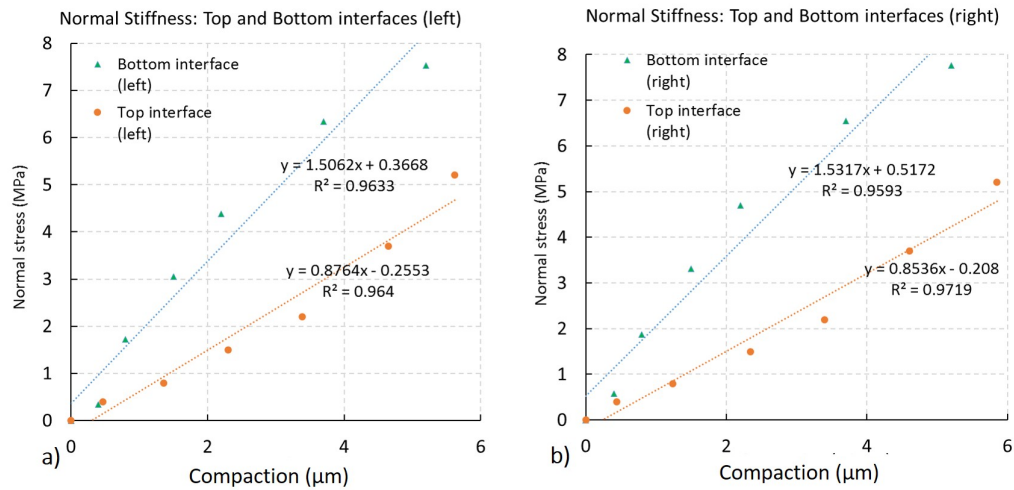 Normal Stiffness: Top and Bottom interfaces (left)
8
7
6
5
4
3
2
1
0
Normal stress (MPa)
Bottom interface
(left)
Top interface
(left)
y = 1.5062x + 0.3668
R² = 0.9633
y = 0.8764x - 0.2553
R² = 0.964
0
2
4
6
a)
Compaction (μm)
Normal Stiffness: Top and Bottom interfaces (right)
8
7
6
5
4
3
2
1
0
Normal stress (MPa)
Bottom interface
(right)
Top interface
(right)
y = 1.5317x + 0.5172
R² = 0.9593
y = 0.8536x - 0.208
R² = 0.9719
0
2
4
6
b)
Compaction (μm)